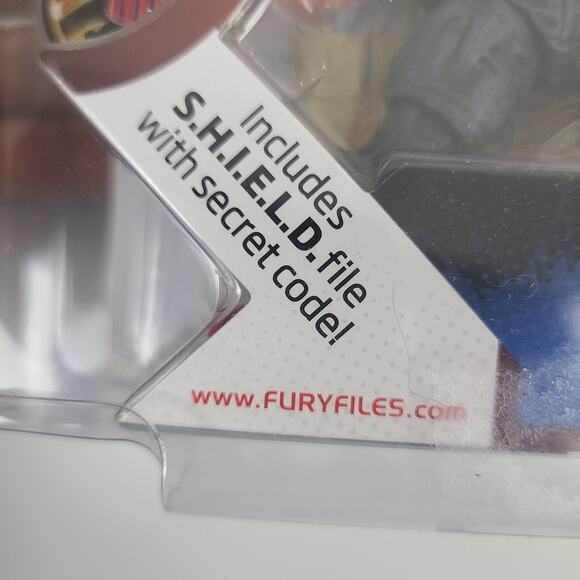 Includes
S.H.I.E.L.D. file
with secret code!
www.FURYFILES.com